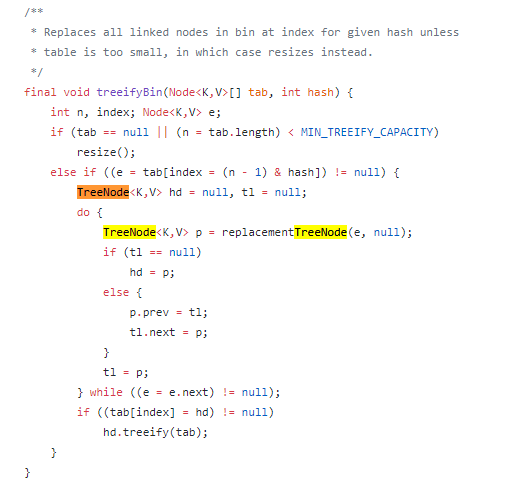 /**
 * Replaces all linked nodes in bin at index for given hash unless
 * table is too small, in which case resizes instead.
 */
final void treeifyBin(Node<K,V>[] tab, int hash) {
    int n, index; Node<K,V> e;
    if (tab == null || (n = tab.length) < MIN_TREEIFY_CAPACITY)
        resize();
    else if ((e = tab[index = (n - 1) & hash]) != null) {
        TreeNode<K,V> hd = null, tl = null;
        do {
            TreeNode<K,V> p = replacementTreeNode(e, null);
            if (tl == null)
                hd = p;
            else {
                p.prev = tl;
                tl.next = p;
            }
            tl = p;
        } while ((e = e.next) != null);
        if ((tab[index] = hd) != null)
            hd.treeify(tab);
    }
}